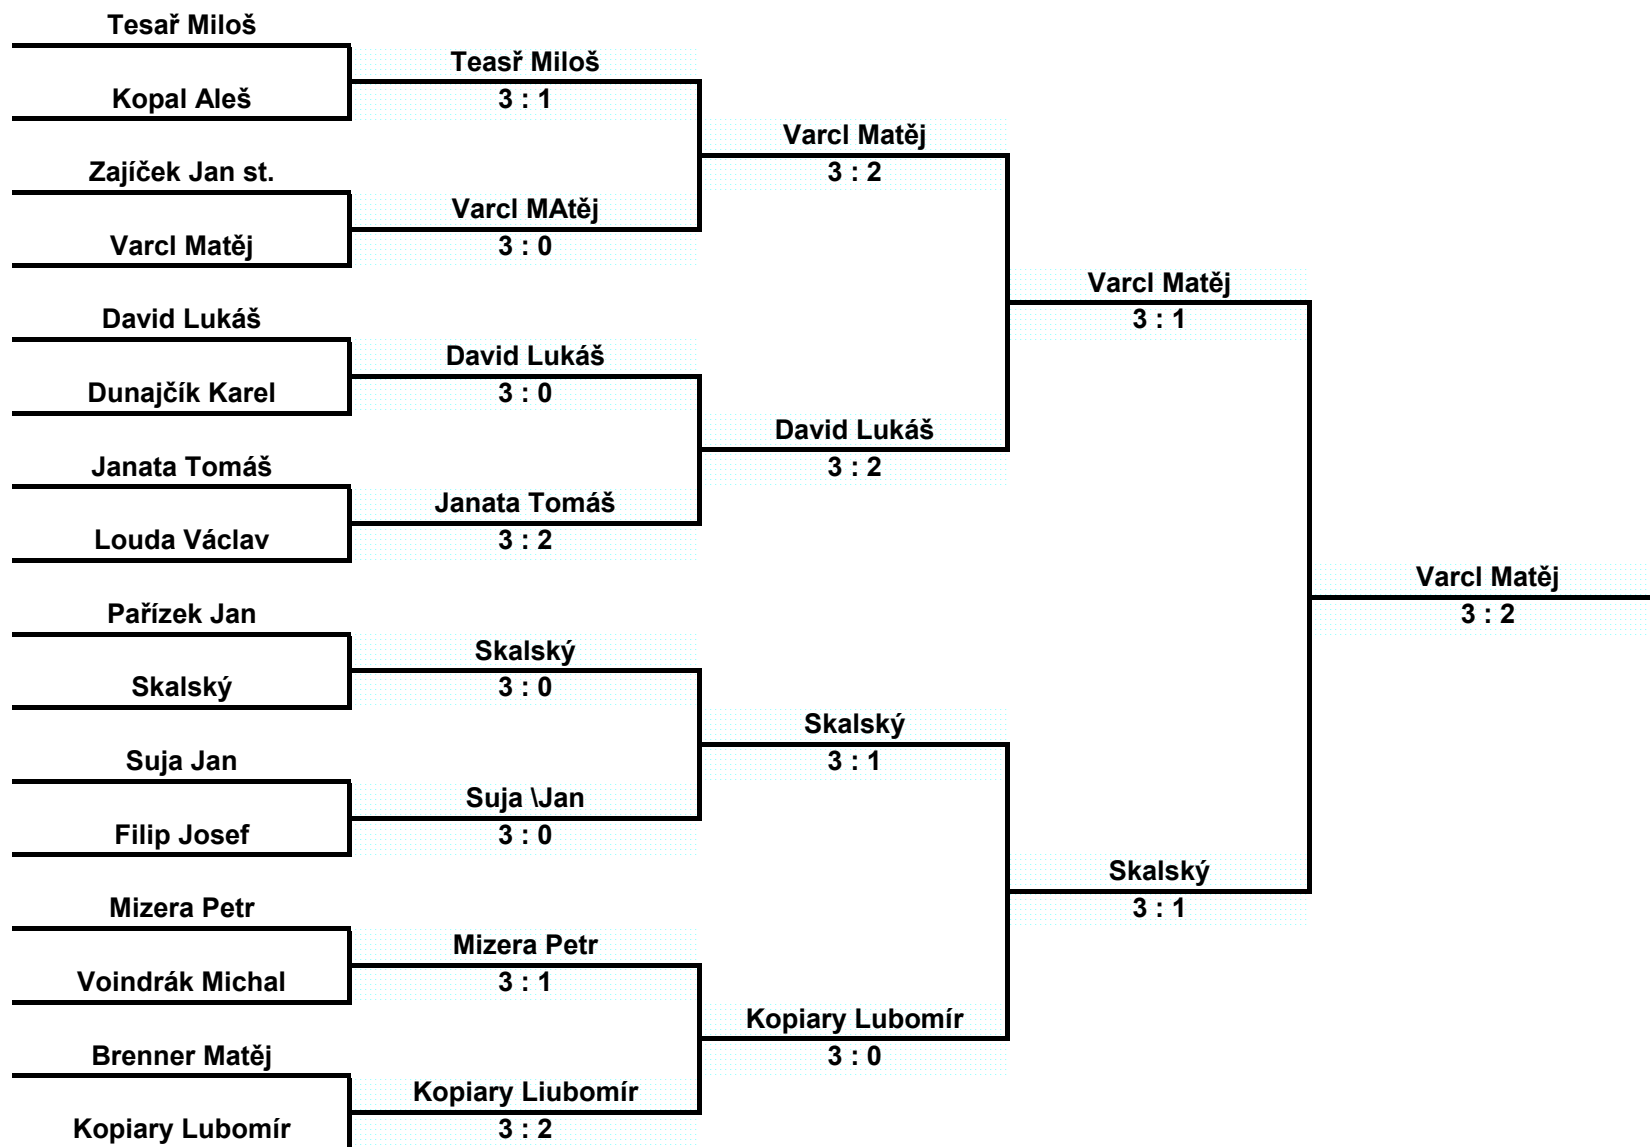 Tesař Miloš
Teasř Miloš
Kopal Aleš
3 : 1
Varcl Matěj
Zajíček Jan st.
3 : 2
Varcl MAtěj
Varcl Matěj
3 : 0
Varcl Matěj
David Lukáš
3 : 1
David Lukáš
Dunajčík Karel
3 : 0
David Lukáš
Janata Tomáš
3 : 2
Janata Tomáš
Louda Václav
3 : 2
Varcl Matěj
Pařízek Jan
3 : 2
Skalský
Skalský
3 : 0
Skalský
Suja Jan
3 : 1
Suja \Jan
Filip Josef
3 : 0
Skalský
Mizera Petr
3 : 1
Mizera Petr
Voindrák Michal
3 : 1
Kopiary Lubomír
Brenner Matěj
3 : 0
Kopiary Liubomír
Kopiary Lubomír
3 : 2